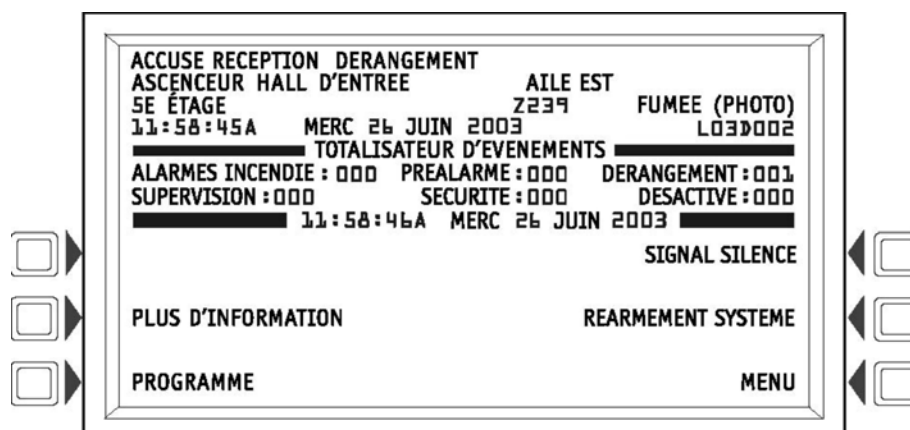 ACCUSE RECEPTION DERANGEMENT
ASCENCEUR HALL D'ENTREE AILE EST
5E ÉTAGE Z239 FUMEE (PHOTO)
11:58:45A MERC 26 JUIN 2003 L03D002
TOTALISATEUR D'EVENEMENTS
ALARMES INCENDIE : 000 PREALARME : 000 DERANGEMENT : 001
SUPERVISION : 000 SECURITE : 000 DESACTIVE : 000
11:58:46A MERC 26 JUIN 2003
SIGNAL SILENCE
PLUS D'INFORMATION REARMEMENT SYSTEME
PROGRAMME MENU